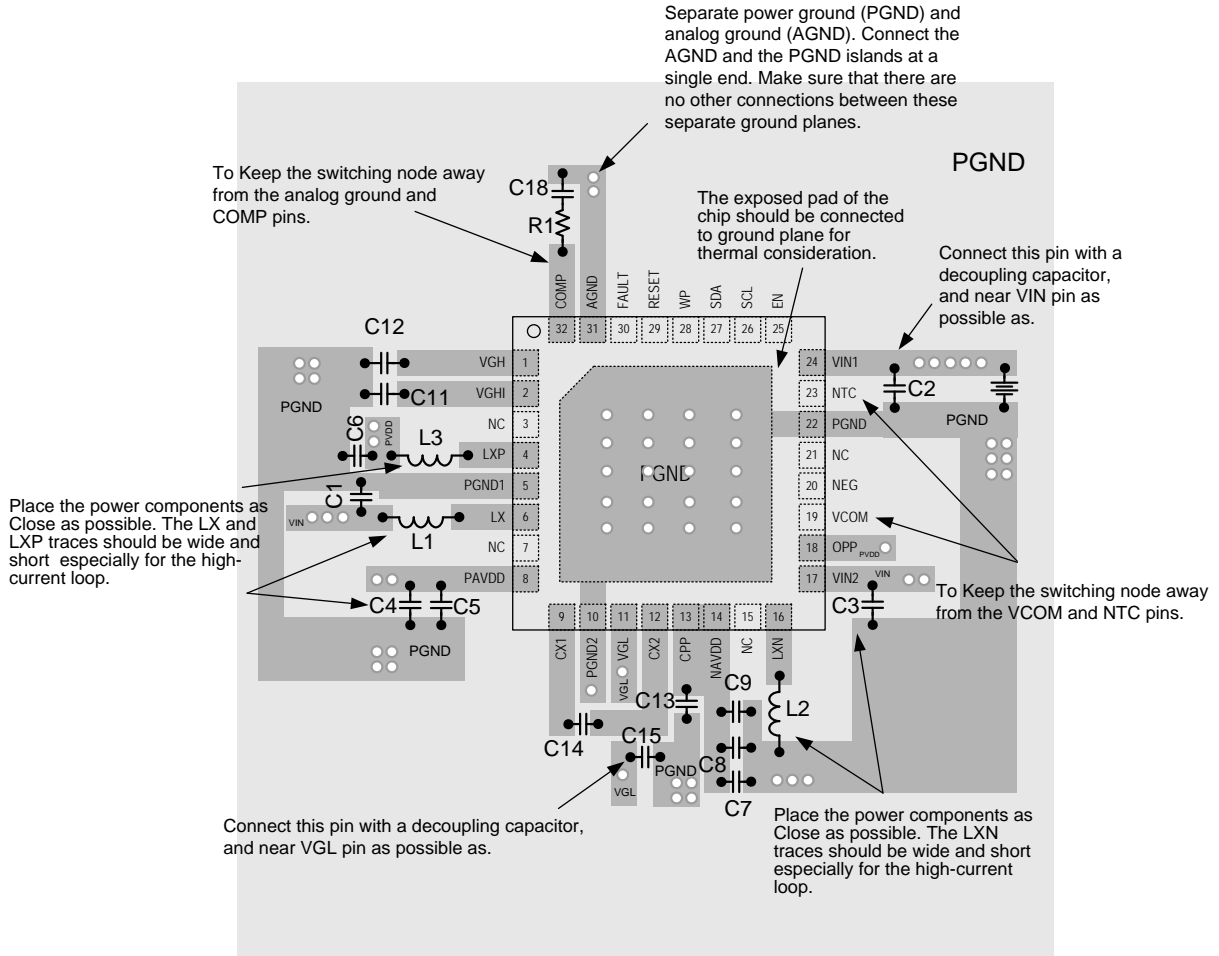 Separate power ground (PGND) and
analog ground (AGND). Connect the
AGND and the PGND islands at a
single end. Make sure that there are
no other connections between these
separate ground planes.
PGND
To Keep the switching node away
from the analog ground and
COMP pins.
C18
R1
The exposed pad of the
chip should be connected
to ground plane for
thermal consideration.
Connect this pin with a
decoupling capacitor,
and near VIN pin as
possible as.
COMP
AGND
FAULT
RESET
WP
SDA
SCL
EN
32
31
30
29
28
27
26
25
C12
VGH
1
24
VIN1
PGND
C11
VGHI
2
23
NTC
C2
NC
3
22
PGND
PGND
C6
PVDD
L3
LXP
4
21
NC
PGND
C1
PGND1
5
20
NEG
Place the power components as
Close as possible. The LX and
LXP traces should be wide and
short especially for the high-
current loop.
VIN
L1
LX
6
19
VCOM
NC
7
18
OPP
PVDD
PAVDD
8
17
VIN2
VIN
C4
C5
PGND
C3
To Keep the switching node away
from the VCOM and NTC pins.
9
10
11
12
13
14
15
16
CX1
PGND2
VGL
CX2
CPP
NAVDD
NC
LXN
VGL
C13
C9
L2
C14
C15
PGND
C8
VGL
C7
Connect this pin with a decoupling capacitor,
and near VGL pin as possible as.
Place the power components as
Close as possible. The LXN
traces should be wide and short
especially for the high-current
loop.